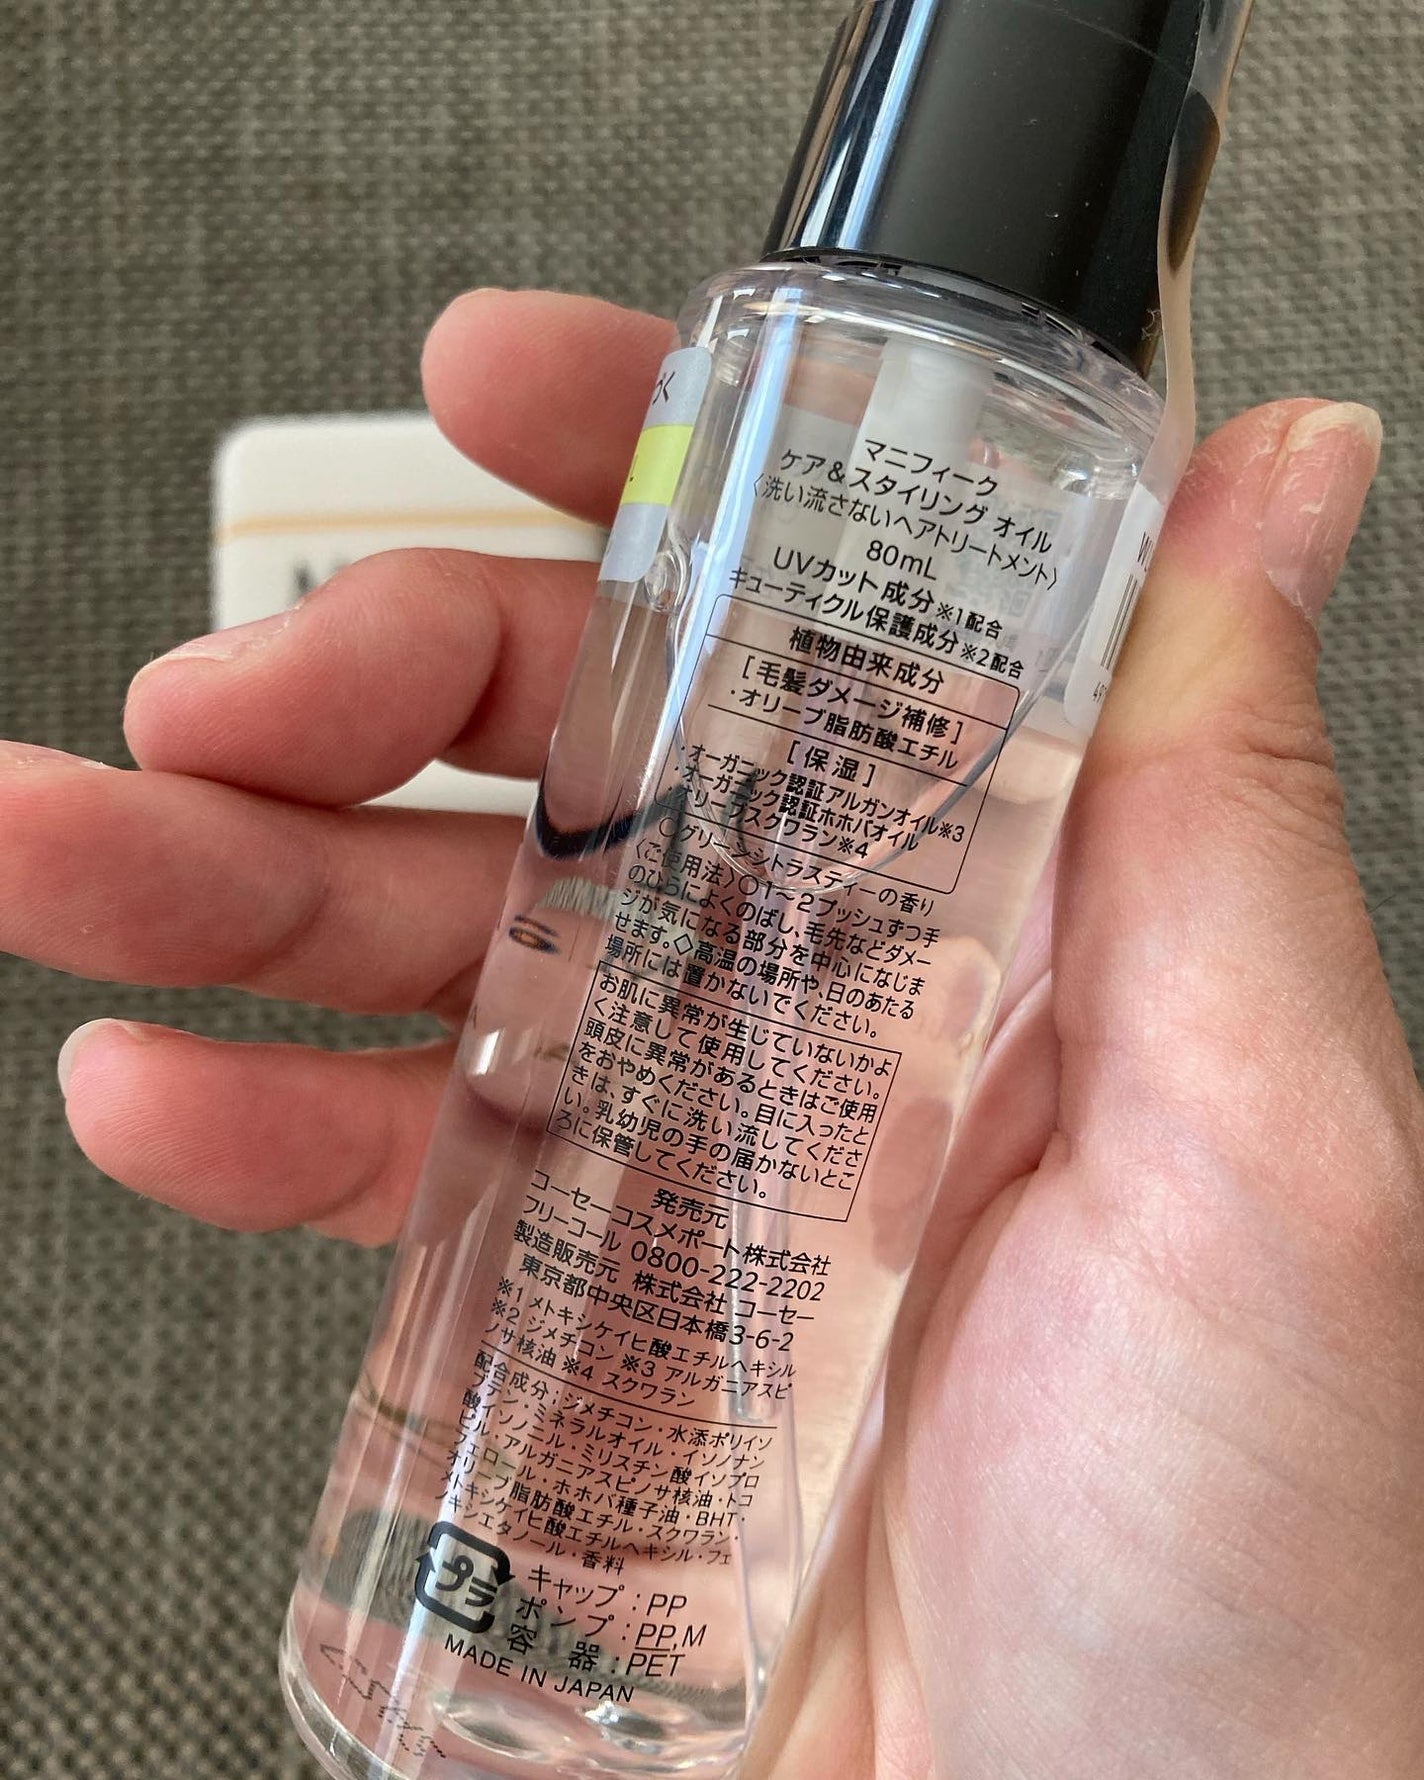 マニフィーク
ケア&スタイリング オイル
〈洗い流さないヘアトリートメント〉
80mL
UVカット成分※1配合
キューティクル保護成分※2配合
植物由来成分
[毛髪ダメージ補修]
・オリーブ脂肪酸エチル
[保湿]
・オーガニック認証アルガンオイル※3
・オーガニック認証ホホバオイル
オリーブスクワラン※4
○グリーンシトラスティーの香り
〈ご使用法〉○1~2プッシュずつ手
のひらによくのばし、毛先などダメー
ジが気になる部分を中心になじま
せます。◇高温の場所や、日のあたる
場所には置かないでください。
お肌に異常が生じていないかよ
く注意して使用してください。
頭皮に異常があるときはご使用
をおやめください。目に入ったと
きは、すぐに洗い流してくださ
い。乳幼児の手の届かないとこ
ろに保管してください。
発売元
コーセーコスメポート株式会社
フリーコール 0800-222-2202
製造販売元 株式会社 コーセー
東京都中央区日本橋3-6-2
※1 メトキシケイヒ酸エチルヘキシル
※2 ジメチコン ※3 アルガニアスピ
ノサ核油 ※4 スクワラン
配合成分:ジメチコン・水添ポリイソ
ブテン・ミネラルオイル・イソノナン
酸イソノニル・ミリスチン酸イソプロ
ピル・アルガニアスピノサ核油・トコ
フェロール・ホホバ種子油・BHT・
オリーブ脂肪酸エチル・スクワラン・
メトキシケイヒ酸エチルヘキシル・フェ
ノキシエタノール・香料
プラ
キャップ:PP
ポンプ:PP,M
容器:PET
MADE IN JAPAN